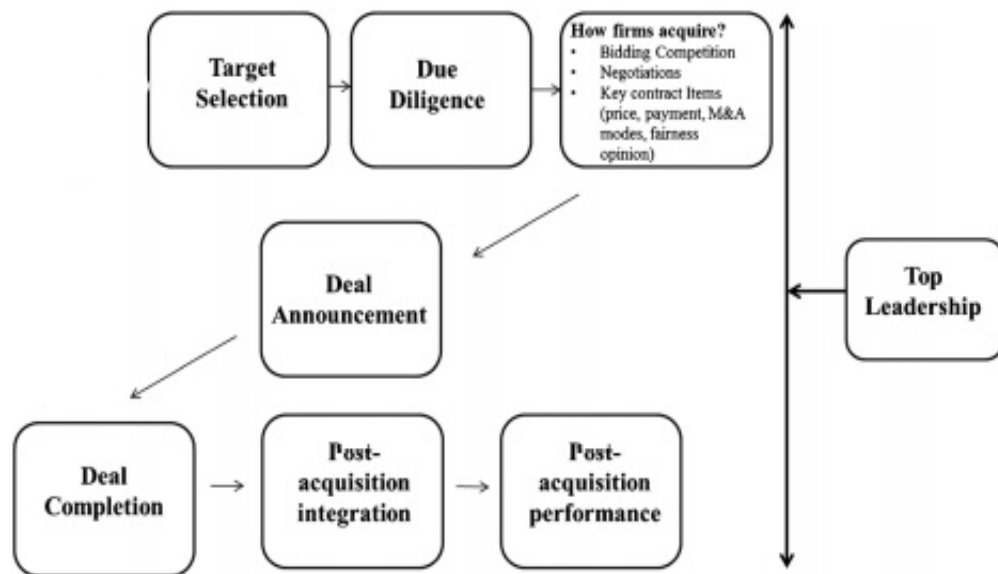 Target
Selection
Due
Diligence
How firms acquire?
• Bidding Competition
• Negotiations
• Key contract Items
(price, payment, M&A
modes, fairness
opinion)
Deal
Announcement
Top
Leadership
Deal
Completion
Post-
acquisition
integration
Post-
acquisition
performance